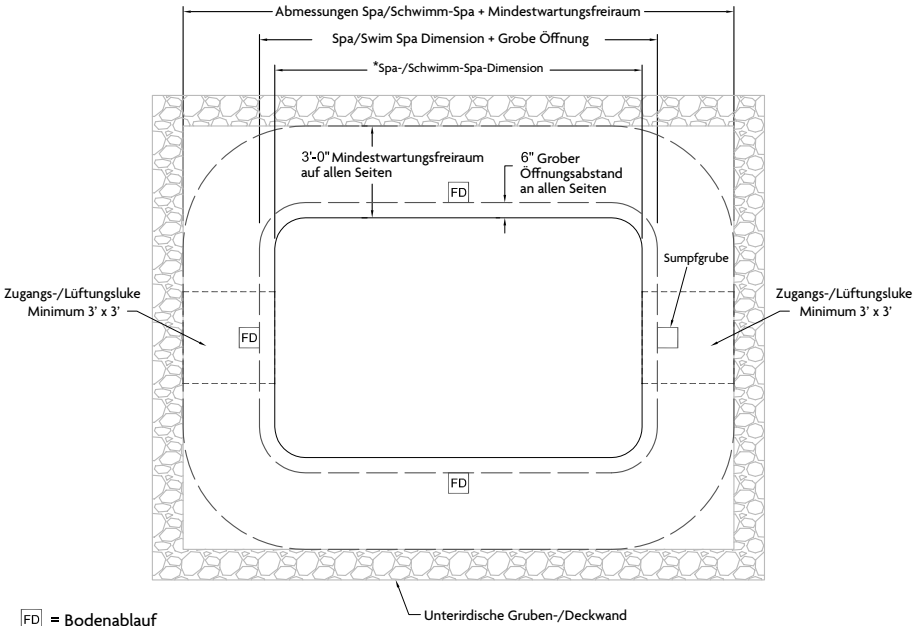 Abmessungen Spa/Schwimm-Spa + Mindestwartungsfreiraum
Spa/Swim Spa Dimension + Grobe Öffnung
*Spa-/Schwimm-Spa-Dimension
3'-0" Mindestwartungsfreiraum
auf allen Seiten
6" Grober
Öffnungsabstand
an allen Seiten
FD
Sumpfgrube
Zugangs-/Lüftungsluke
Minimum 3' x 3'
Zugangs-/Lüftungsluke
Minimum 3' x 3'
FD
FD
Unterirdische Gruben-/Deckwand
FD = Bodenablauf